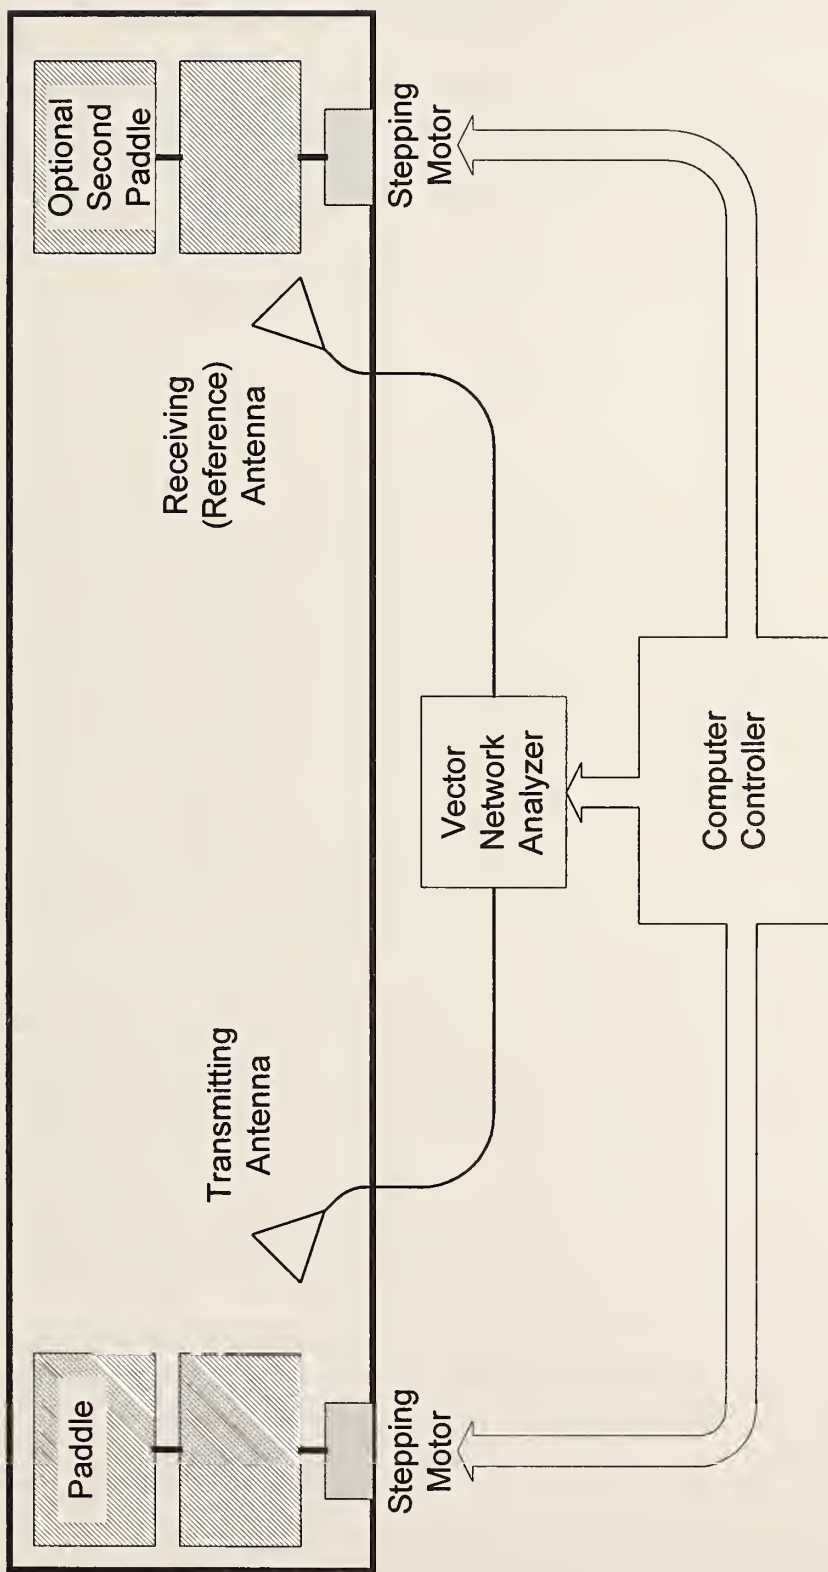 Paddle
Stepping
Motor
Transmitting
Antenna
Receiving
(Reference)
Antenna
Optional
Second
Paddle
Stepping
Motor
Vector
Network
Analyzer
Computer
Controller